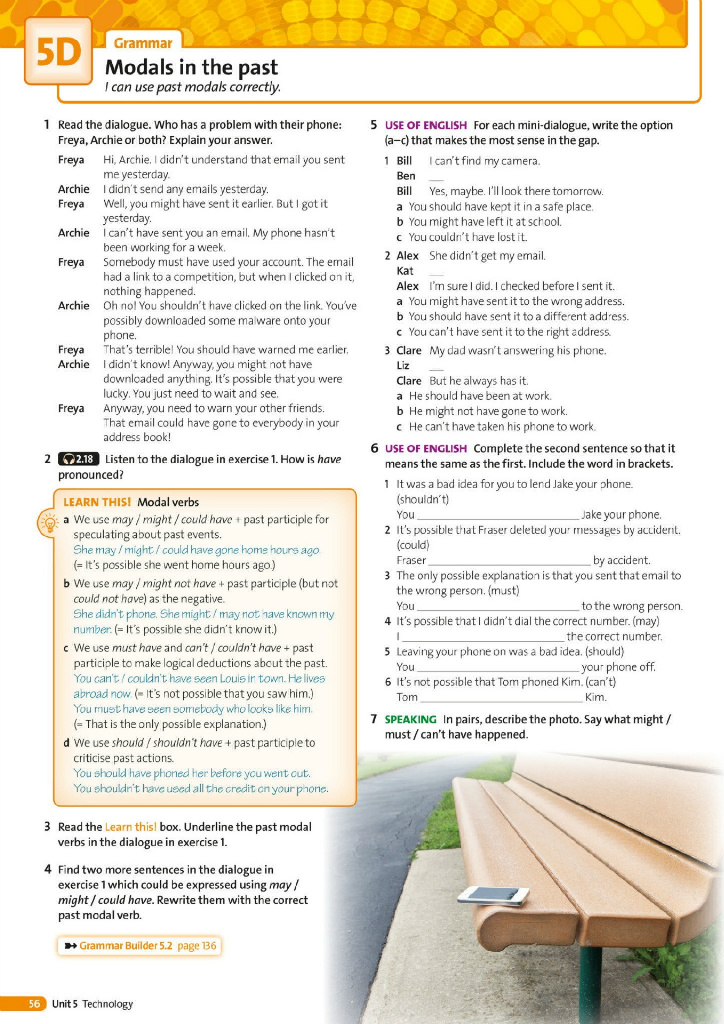 5D
Grammar
Modals in the past
I can use past modals correctly.
1 Read the dialogue. Who has a problem with their phone:
Freya, Archie or both? Explain your answer.
Freya Hi, Archie. I didn't understand that email you sent
me yesterday.
Archie I didn't send any emails yesterday.
Freya Well, you might have sent it earlier. But I got it
yesterday.
Archie I can't have sent you an email. My phone hasn't
been working for a week.
Freya Somebody must have used your account. The email
had a link to a competition, but when I clicked on it,
nothing happened.
Archie Oh no! You shouldn't have clicked on the link. You've
possibly downloaded some malware onto your
phone.
Freya That's terrible! You should have warned me earlier.
Archie I didn't know! Anyway, you might not have
downloaded anything. It's possible that you were
lucky. You just need to wait and see.
Freya Anyway, you need to warn your other friends.
That email could have gone to everybody in your
address book!
2 2.18 Listen to the dialogue in exercise 1. How is have
pronounced?
LEARN THIS! Modal verbs
a We use may / might / could have + past participle for
speculating about past events.
She may / might / could have gone home hours ago.
(= It's possible she went home hours ago.)
b We use may / might not have + past participle (but not
could not have) as the negative.
She didn't phone. She might / may not have known my
number. (= It's possible she didn't know it.)
c We use must have and can't / couldn't have + past
participle to make logical deductions about the past.
You can't / couldn't have seen Louis in town. He lives
abroad now. (= It's not possible that you saw him.)
You must have seen somebody who looks like him.
(= That is the only possible explanation.)
d We use should / shouldn't have + past participle to
criticise past actions.
You should have phoned her before you went out.
You shouldn't have used all the credit on your phone.
3 Read the Learn this! box. Underline the past modal
verbs in the dialogue in exercise 1.
4 Find two more sentences in the dialogue in
exercise 1 which could be expressed using may /
might / could have. Rewrite them with the correct
past modal verb.
Grammar Builder 5.2 page 136
5 USE OF ENGLISH For each mini-dialogue, write the option
(a–c) that makes the most sense in the gap.
1 Bill I can't find my camera.
Ben ___
Bill Yes, maybe. I'll look there tomorrow.
a You should have kept it in a safe place.
b You might have left it at school.
c You couldn't have lost it.
2 Alex She didn't get my email.
Kat ___
Alex I'm sure I did. I checked before I sent it.
a You might have sent it to the wrong address.
b You should have sent it to a different address.
c You can't have sent it to the right address.
3 Clare My dad wasn't answering his phone.
Liz ___
Clare But he always has it.
a He should have been at work.
b He might not have gone to work.
c He can't have taken his phone to work.
6 USE OF ENGLISH Complete the second sentence so that it
means the same as the first. Include the word in brackets.
1 It was a bad idea for you to lend Jake your phone.
(shouldn't)
You ___ Jake your phone.
2 It's possible that Fraser deleted your messages by accident.
(could)
Fraser ___ by accident.
3 The only possible explanation is that you sent that email to
the wrong person. (must)
You ___ to the wrong person.
4 It's possible that I didn't dial the correct number. (may)
I ___ the correct number.
5 Leaving your phone on was a bad idea. (should)
You ___ your phone off.
6 It's not possible that Tom phoned Kim. (can't)
Tom ___ Kim.
7 SPEAKING In pairs, describe the photo. Say what might /
must / can't have happened.
56 Unit 5 Technology